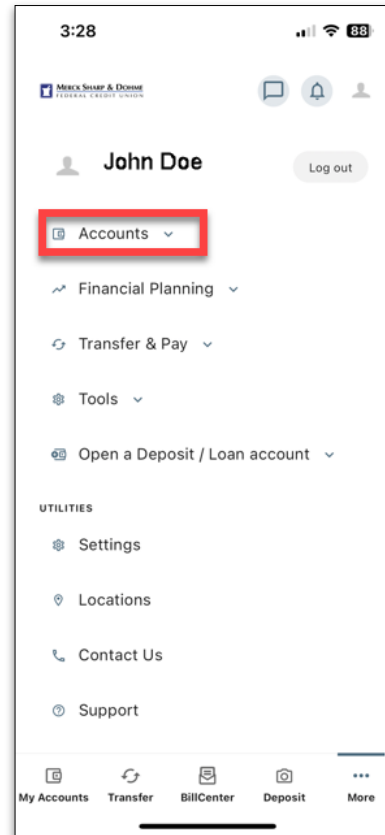 3:28
88
MERCK SHARP & DOHME
FEDERAL CREDIT UNION
John Doe
Log out
Accounts
Financial Planning
Transfer & Pay
Tools
Open a Deposit / Loan account
UTILITIES
Settings
Locations
Contact Us
Support
My Accounts Transfer BillCenter Deposit More